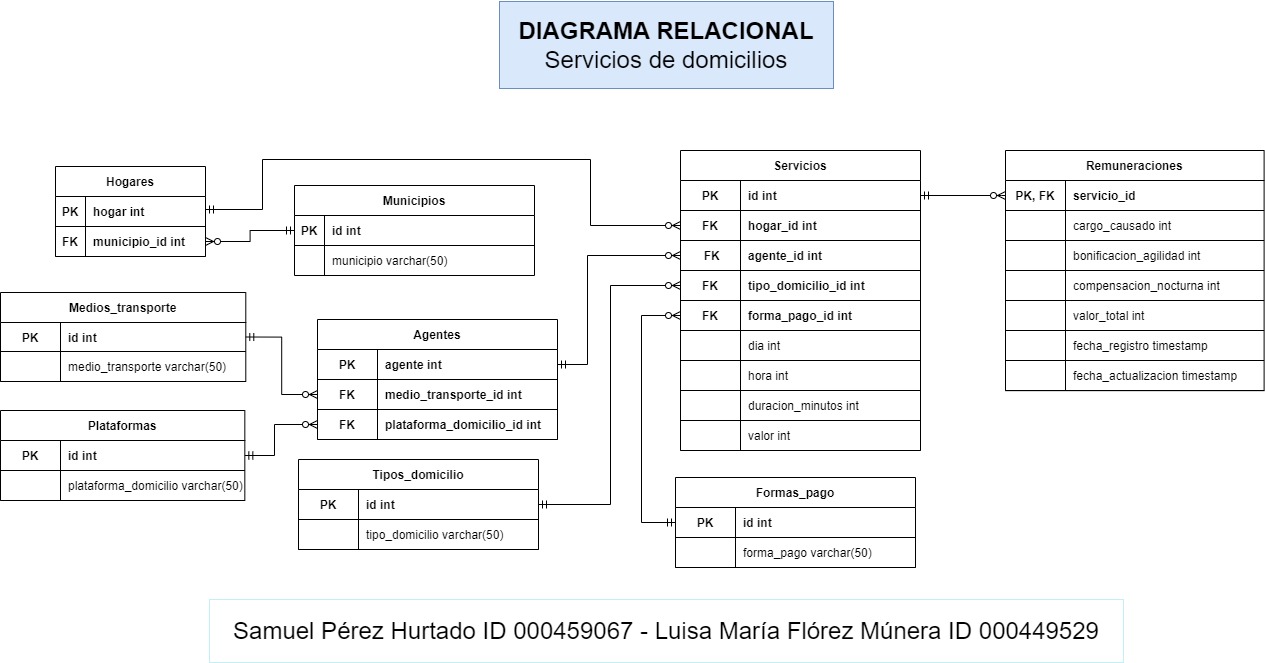 DIAGRAMA RELACIONAL
Servicios de domicilios
Hogares
PK hogar int
FK municipio_id int
Municipios
PK id int
municipio varchar(50)
Medios_transporte
PK id int
medio_transporte varchar(50)
Plataformas
PK id int
plataforma_domicilio varchar(50)
Agentes
PK agente int
FK medio_transporte_id int
FK plataforma_domicilio_id int
Tipos_domicilio
PK id int
tipo_domicilio varchar(50)
Servicios
PK id int
FK hogar_id int
FK agente_id int
FK tipo_domicilio_id int
FK forma_pago_id int
dia int
hora int
duracion_minutos int
valor int
Formas_pago
PK id int
forma_pago varchar(50)
Remuneraciones
PK, FK servicio_id
cargo_causado int
bonificacion_agilidad int
compensacion_nocturna int
valor_total int
fecha_registro timestamp
fecha_actualizacion timestamp
Samuel Pérez Hurtado ID 000459067 - Luisa María Flórez Múnera ID 000449529